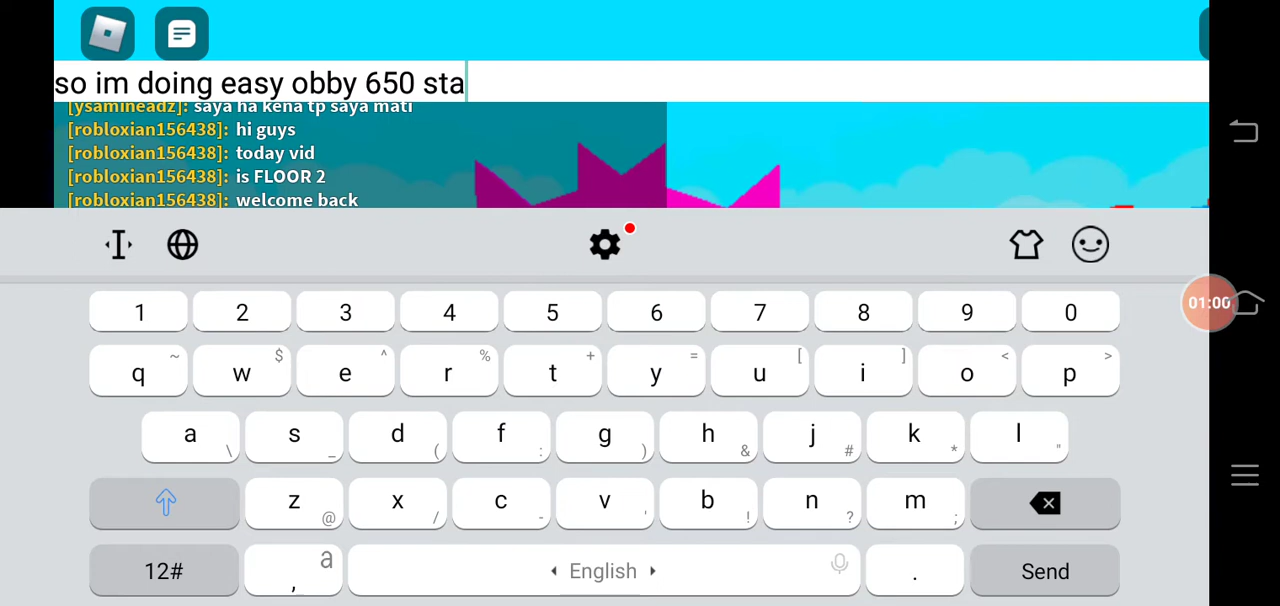 so im doing easy obby 650 sta
[ysamineadz]: saya ha kena tp saya mati
[robloxian156438]: hi guys
[robloxian156438]: today vid
[robloxian156438]: is FLOOR 2
[robloxian156438]: welcome back
01:00
1 2 3 4 5 6 7 8 9 0
~ $ ^ % + = [ ] < >
q w e r t y u i o p
a s d f g h j k l
\ _ ( : ) & # * "
z x c v b n m
@ / - ' ! ? ;
12# a , English . Send